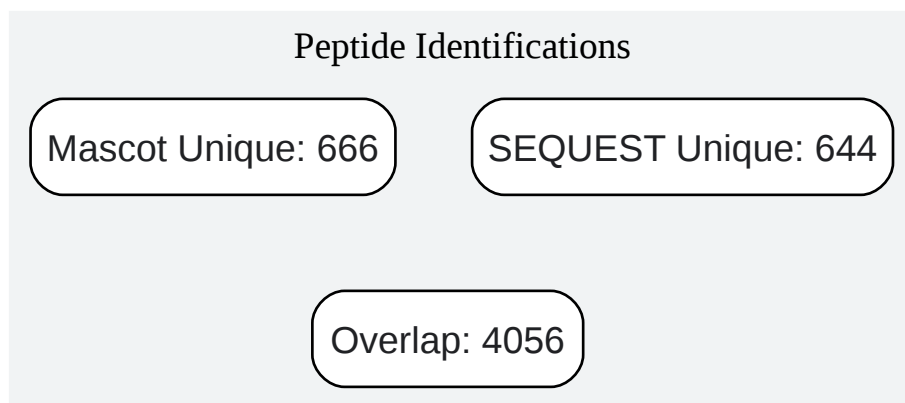 Peptide Identifications
Mascot Unique: 666
SEQUEST Unique: 644
Overlap: 4056